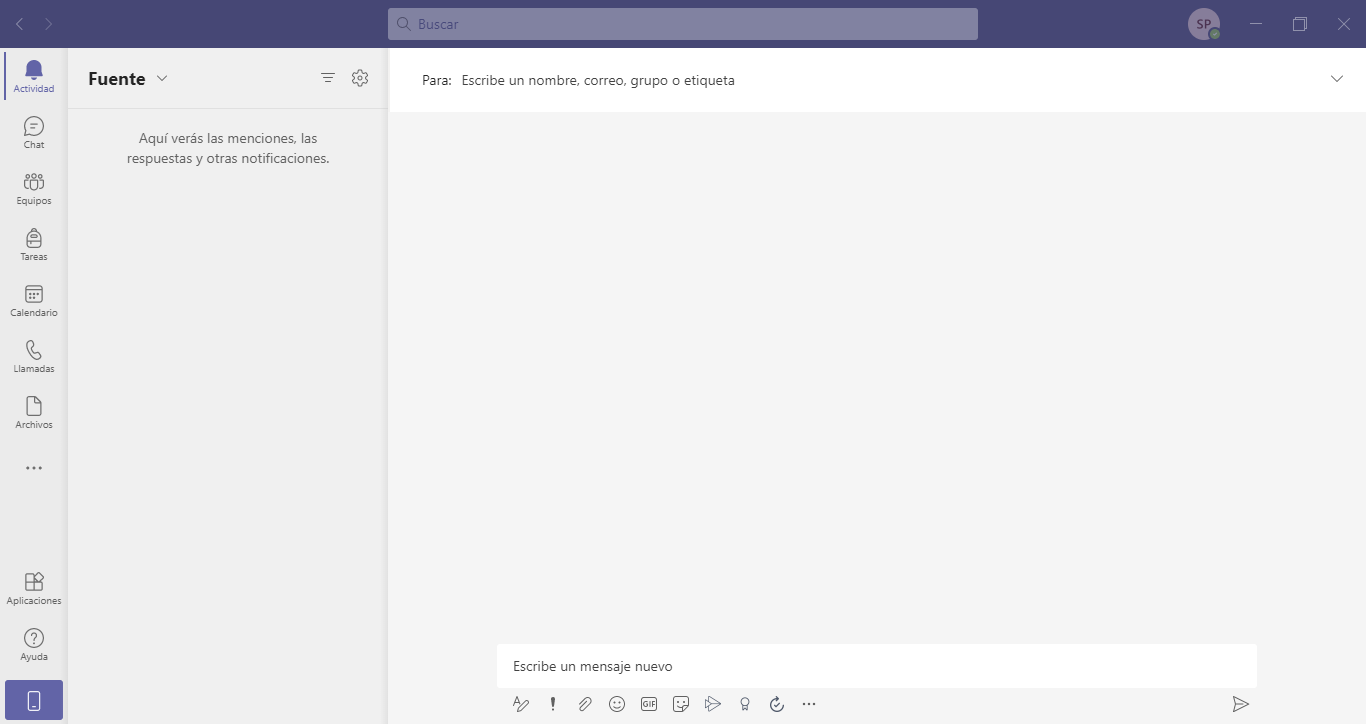 Buscar
SP
Actividad
Chat
Equipos
Tareas
Calendario
Llamadas
Archivos
Aplicaciones
Ayuda
Fuente
Aquí verás las menciones, las
respuestas y otras notificaciones.
Para: Escribe un nombre, correo, grupo o etiqueta
Escribe un mensaje nuevo
GIF